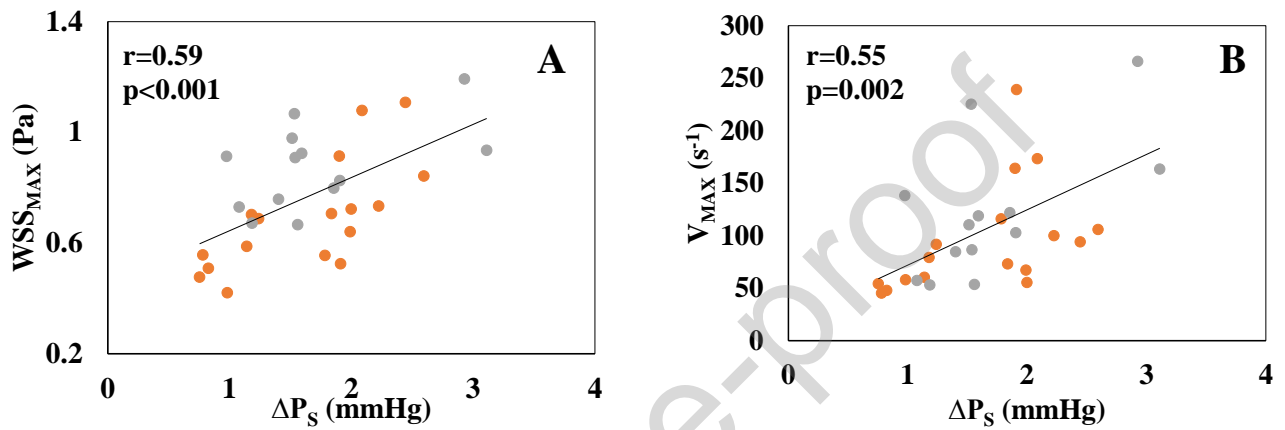 1.4
r=0.59
p<0.001
A
1
0.6
0.2
WSS_MAX (Pa)
0 1 2 3 4
ΔP_S (mmHg)
300
r=0.55
p=0.002
B
250
200
150
100
50
0
V_MAX (s⁻¹)
0 1 2 3 4
ΔP_S (mmHg)
e-proof